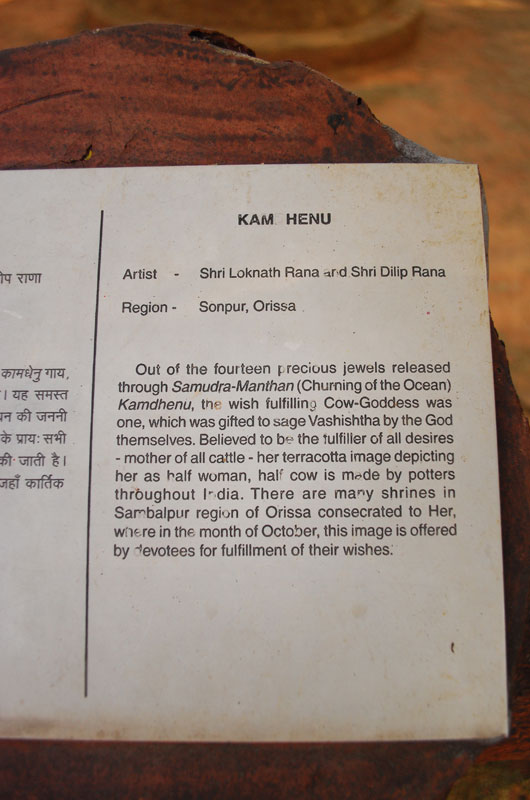 ोप राणा
कामधेनु गाय,
। यह समस्त
की जननी
के प्रायः सभी
की जाती है।
जहाँ कार्तिक
KAM HENU
Artist - Shri Loknath Rana and Shri Dilip Rana
Region - Sonpur, Orissa
Out of the fourteen precious jewels released
through Samudra-Manthan (Churning of the Ocean)
Kamdhenu, the wish fulfilling Cow-Goddess was
one, which was gifted to sage Vashishtha by the God
themselves. Believed to be the fulfiller of all desires
- mother of all cattle - her terracotta image depicting
her as half woman, half cow is made by potters
throughout India. There are many shrines in
Sambalpur region of Orissa consecrated to Her,
where in the month of October, this image is offered
by devotees for fulfillment of their wishes.